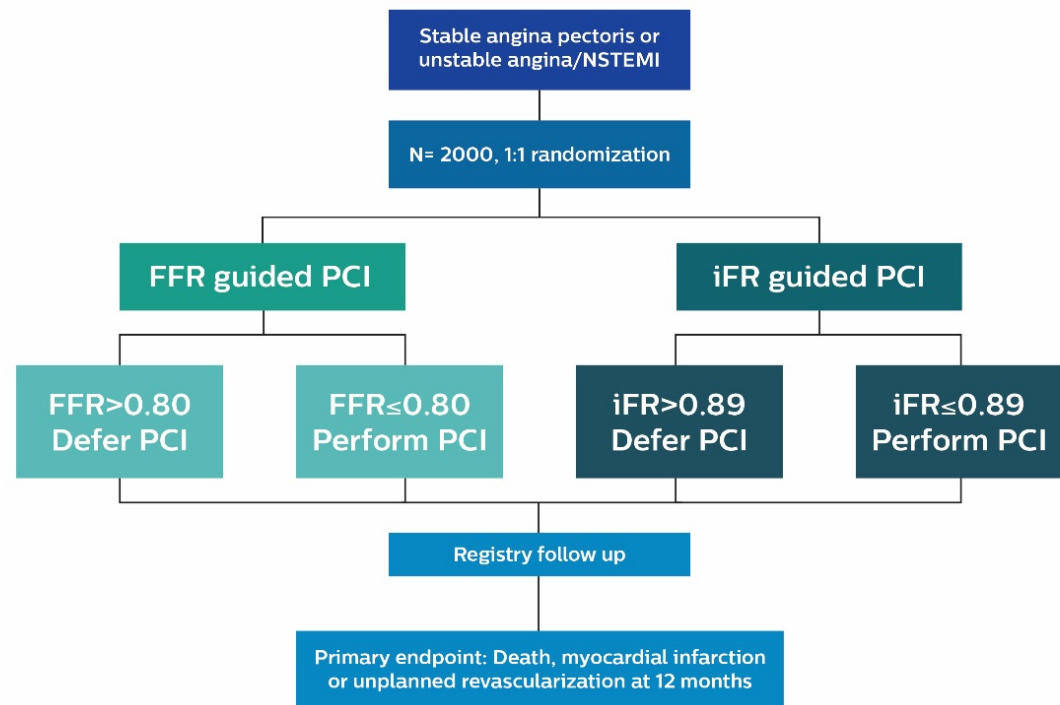 Stable angina pectoris or
unstable angina/NSTEMI
N= 2000, 1:1 randomization
FFR guided PCI
iFR guided PCI
FFR>0.80
Defer PCI
FFR≤0.80
Perform PCI
iFR>0.89
Defer PCI
iFR≤0.89
Perform PCI
Registry follow up
Primary endpoint: Death, myocardial infarction
or unplanned revascularization at 12 months